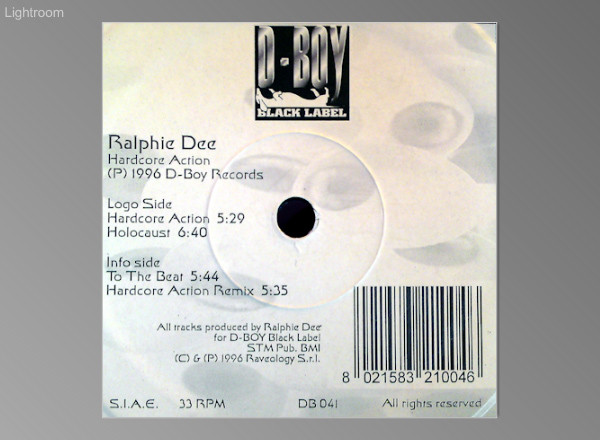 Lightroom
D-BOY
BLACK LABEL
Ralphie Dee
Hardcore Action
(P) 1996 D-Boy Records
Logo Side
Hardcore Action 5:29
Holocaust 6:40
Info side
To The Beat 5:44
Hardcore Action Remix 5:35
All tracks produced by Ralphie Dee
for D-BOY Black Label
STM Pub. BMI
(C) & (P) 1996 Raveology S.r.l.
8 021583 210046
S.I.A.E. 33 RPM DB 041 All rights reserved